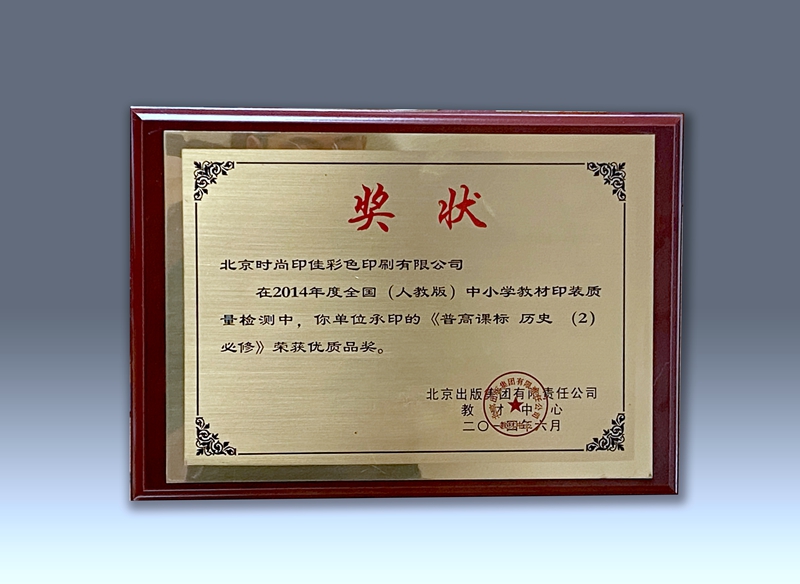 奖 状
北京时尚印佳彩色印刷有限公司
在2014年度全国（人教版）中小学教材印装质
量检测中，你单位承印的《普高课标 历史 （2）
必修》荣获优质品奖。
北京出版集团有限责任公司
教 材 中 心
二〇一四年六月